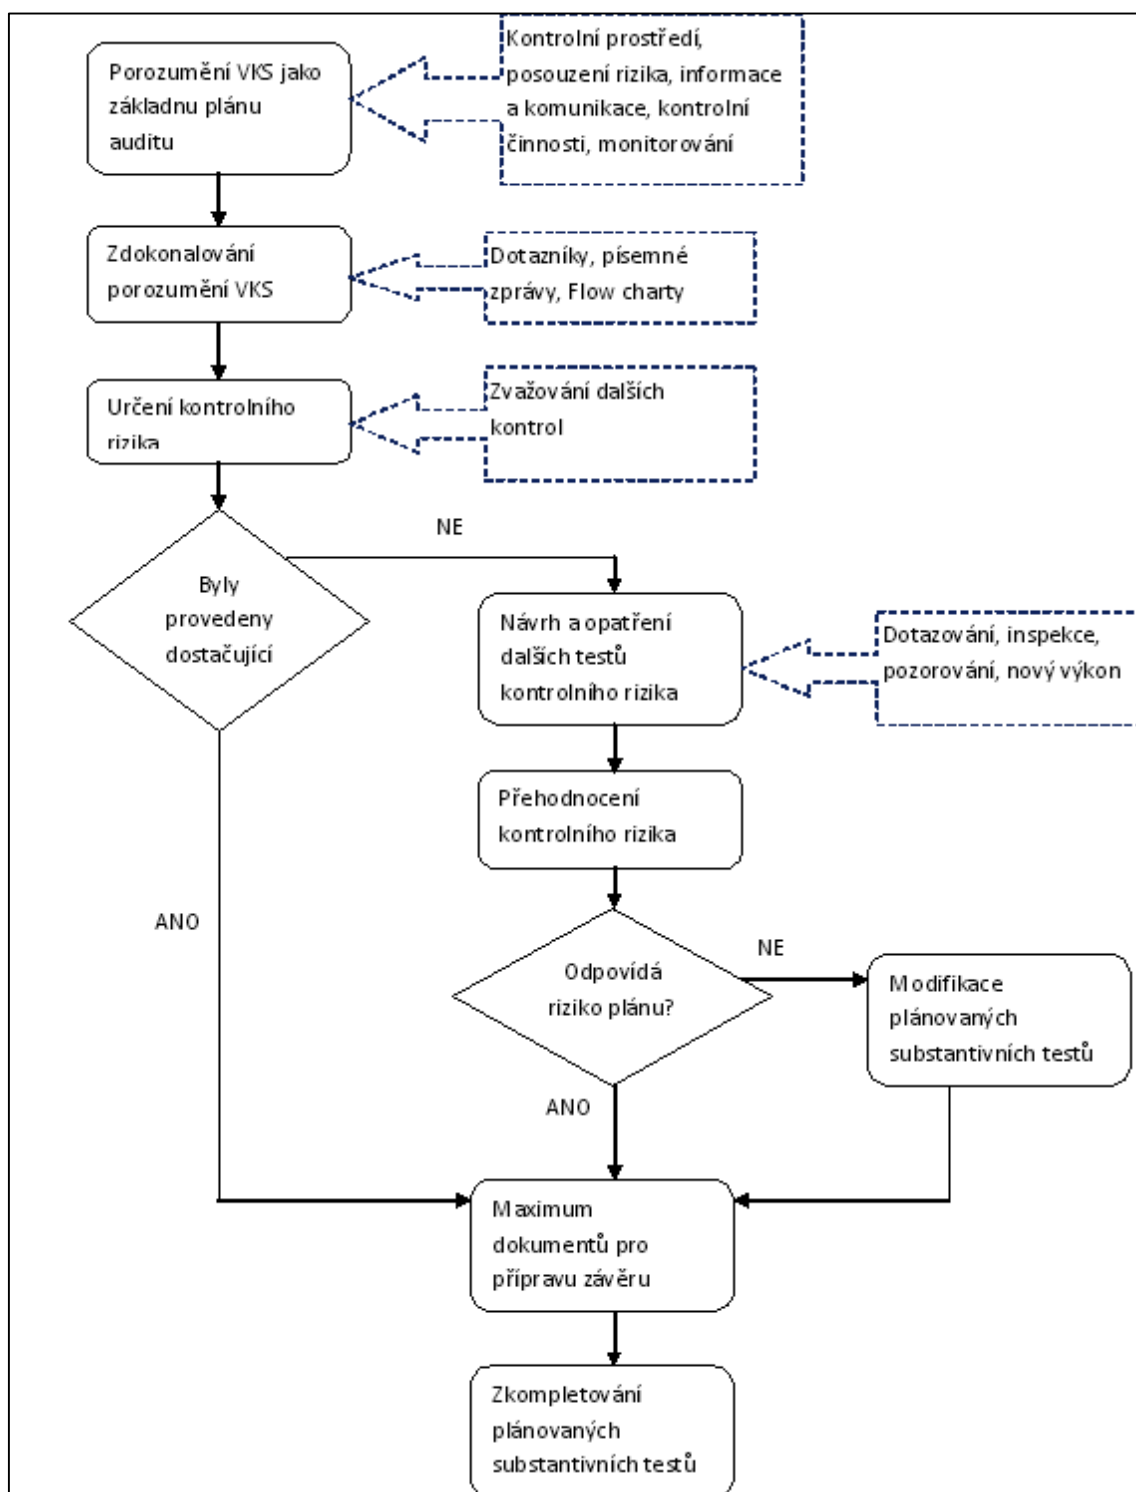 Porozumění VKS jako
základnu plánu
auditu
Kontrolní prostředí,
posouzení rizika, informace
a komunikace, kontrolní
činnosti, monitorování
Zdokonalování
porozumění VKS
Dotazníky, písemné
zprávy, Flow charty
Určení kontrolního
rizika
Zvažování dalších
kontrol
NE
Byly
provedeny
dostačující
Návrh a opatření
dalších testů
kontrolního rizika
Dotazování, inspekce,
pozorování, nový výkon
Přehodnocení
kontrolního rizika
ANO
Odpovídá
riziko plánu?
NE
Modifikace
plánovaných
substantivních testů
ANO
Maximum
dokumentů pro
přípravu závěru
Zkompletování
plánovaných
substantivních testů